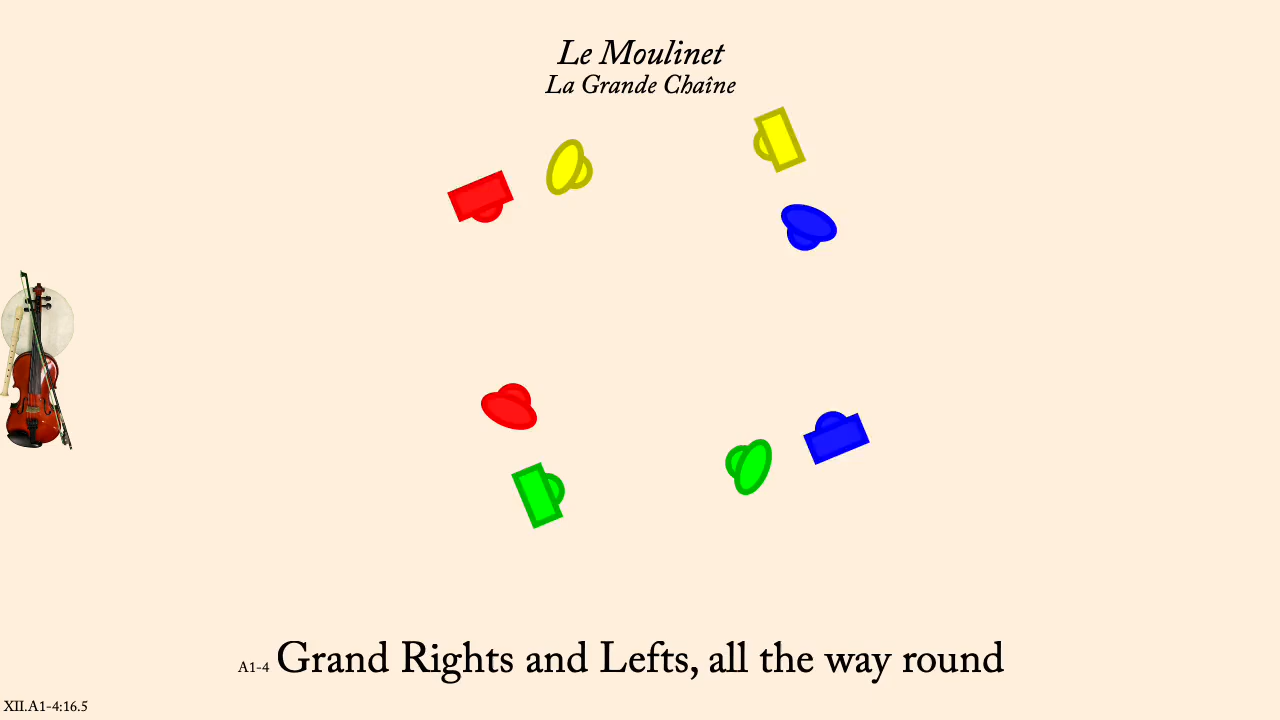 Le Moulinet
La Grande Chaîne
A1-4 Grand Rights and Lefts, all the way round
XII.A1-4:16.5